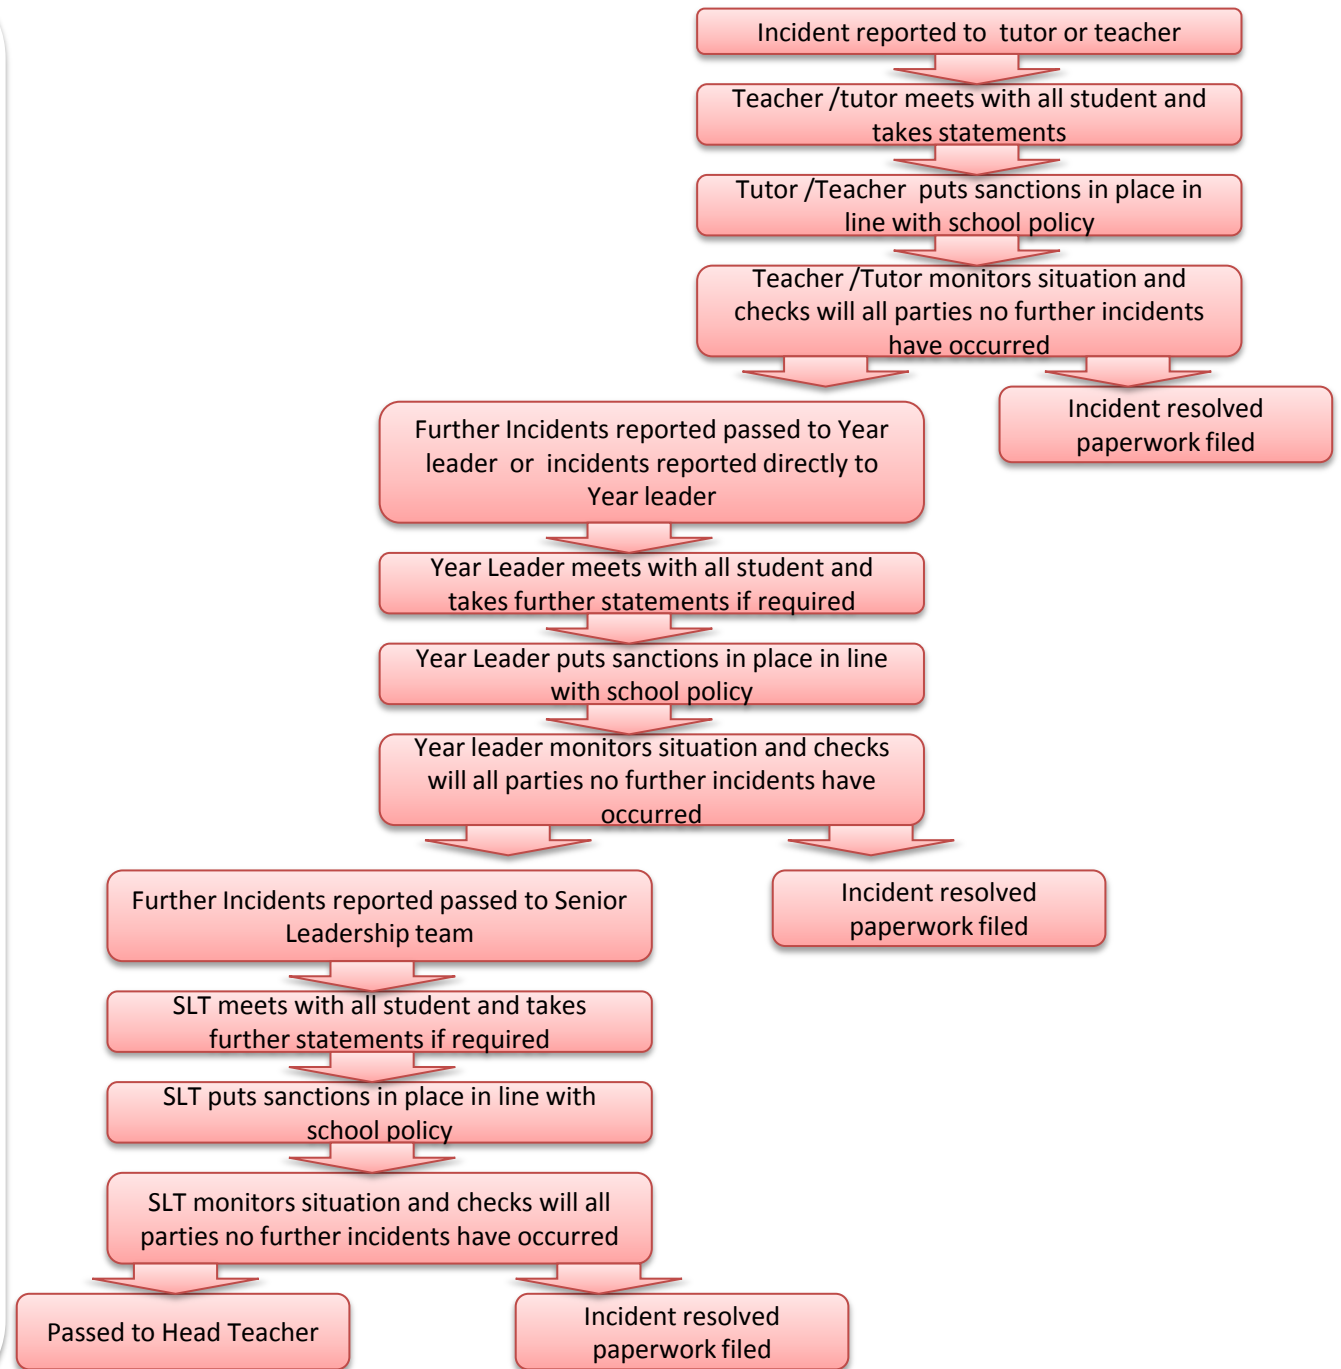 Incident reported to  tutor or teacher
Teacher /tutor meets with all student and
takes statements
Tutor /Teacher  puts sanctions in place in
line with school policy
Teacher /Tutor monitors situation and
checks will all parties no further incidents
have occurred
Incident resolved
paperwork filed
Further Incidents reported passed to Year
leader  or  incidents reported directly to
Year leader
Year Leader meets with all student and
takes further statements if required
Year Leader puts sanctions in place in line
with school policy
Year leader monitors situation and checks
will all parties no further incidents have
occurred
Incident resolved
paperwork filed
Further Incidents reported passed to Senior
Leadership team
SLT meets with all student and takes
further statements if required
SLT puts sanctions in place in line with
school policy
SLT monitors situation and checks will all
parties no further incidents have occurred
Passed to Head Teacher
Incident resolved
paperwork filed